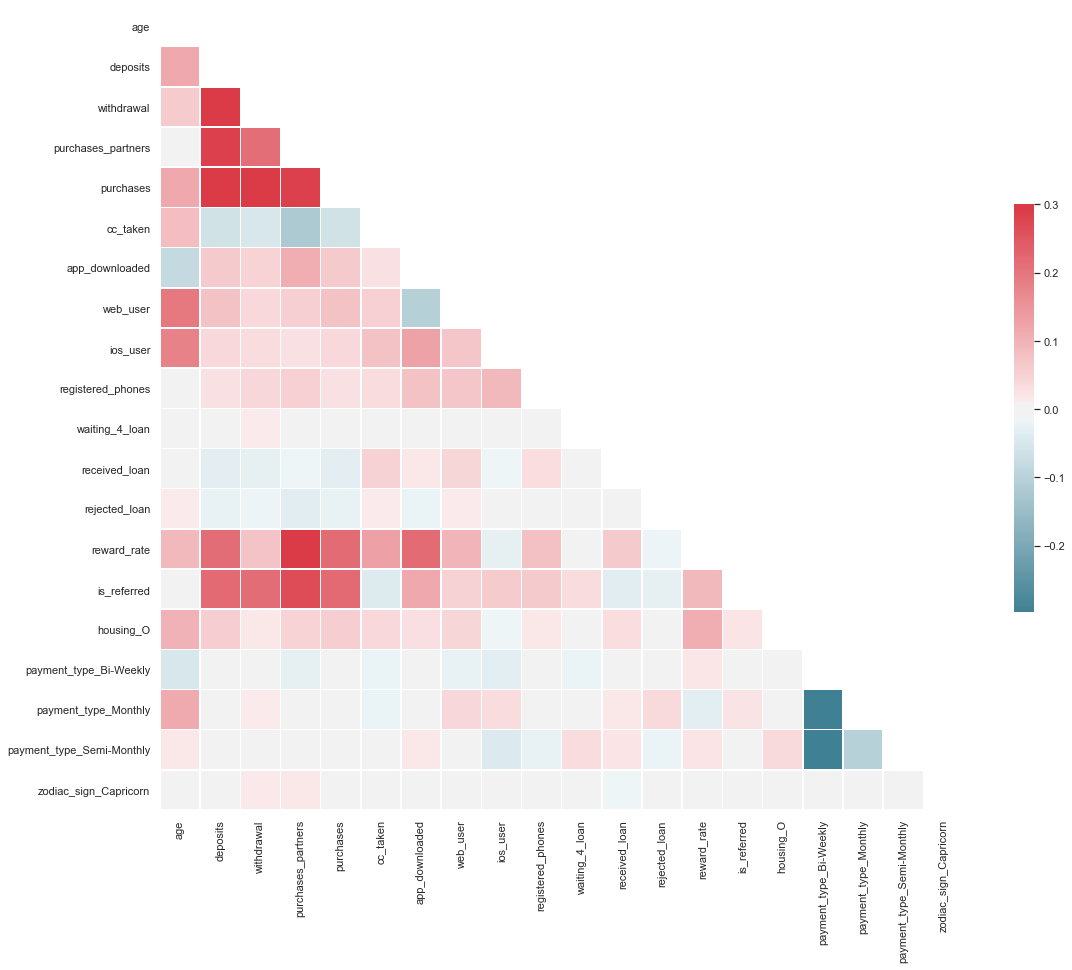 age
deposits
withdrawal
purchases_partners
purchases
cc_taken
app_downloaded
web_user
ios_user
registered_phones
waiting_4_loan
received_loan
rejected_loan
reward_rate
is_referred
housing_O
payment_type_Bi-Weekly
payment_type_Monthly
payment_type_Semi-Monthly
zodiac_sign_Capricorn
age
deposits
withdrawal
purchases_partners
purchases
cc_taken
app_downloaded
web_user
ios_user
registered_phones
waiting_4_loan
received_loan
rejected_loan
reward_rate
is_referred
housing_O
payment_type_Bi-Weekly
payment_type_Monthly
payment_type_Semi-Monthly
zodiac_sign_Capricorn
0.3
0.2
0.1
0.0
−0.1
−0.2